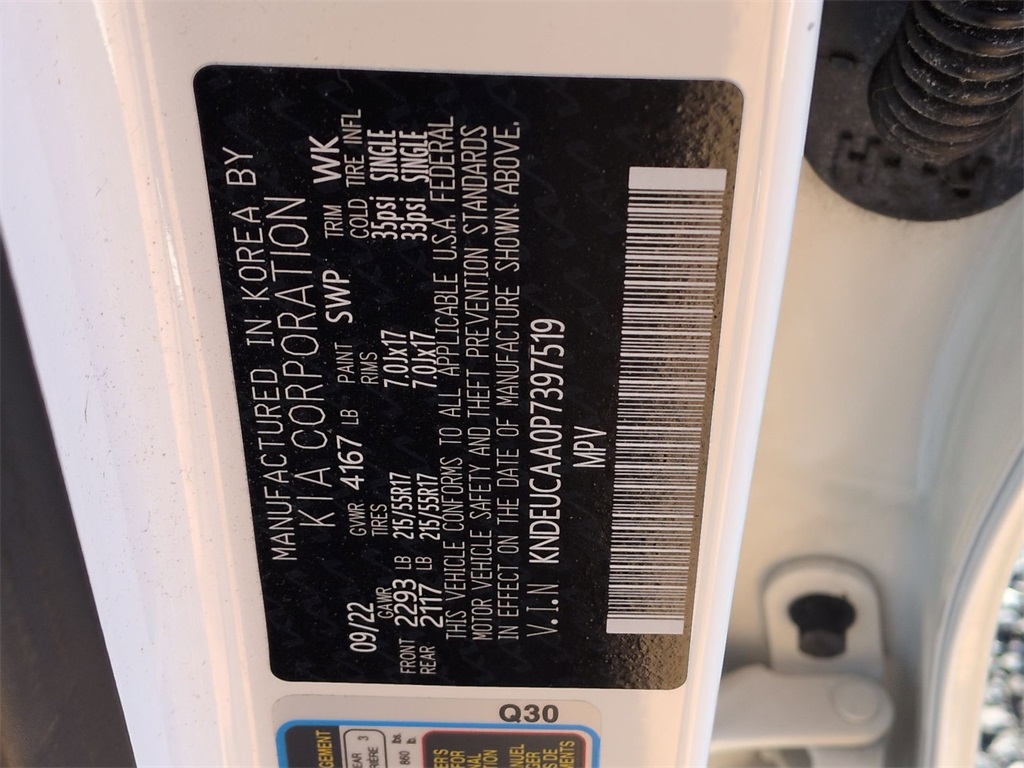 MANUFACTURED IN KOREA BY
KIA CORPORATION
09/22 GVWR 4167 LB PAINT SWP TRIM WK
GAWR TIRES RIMS COLD TIRE INFL
FRONT 2293 LB 215/55R17 7.0Jx17 35psi SINGLE
REAR 2117 LB 215/55R17 7.0Jx17 33psi SINGLE
THIS VEHICLE CONFORMS TO ALL APPLICABLE U.S.A. FEDERAL
MOTOR VEHICLE SAFETY AND THEFT PREVENTION STANDARDS
IN EFFECT ON THE DATE OF MANUFACTURE SHOWN ABOVE.
V.I.N KNDEUCAA0P7397519
MPV
Q30
3
860